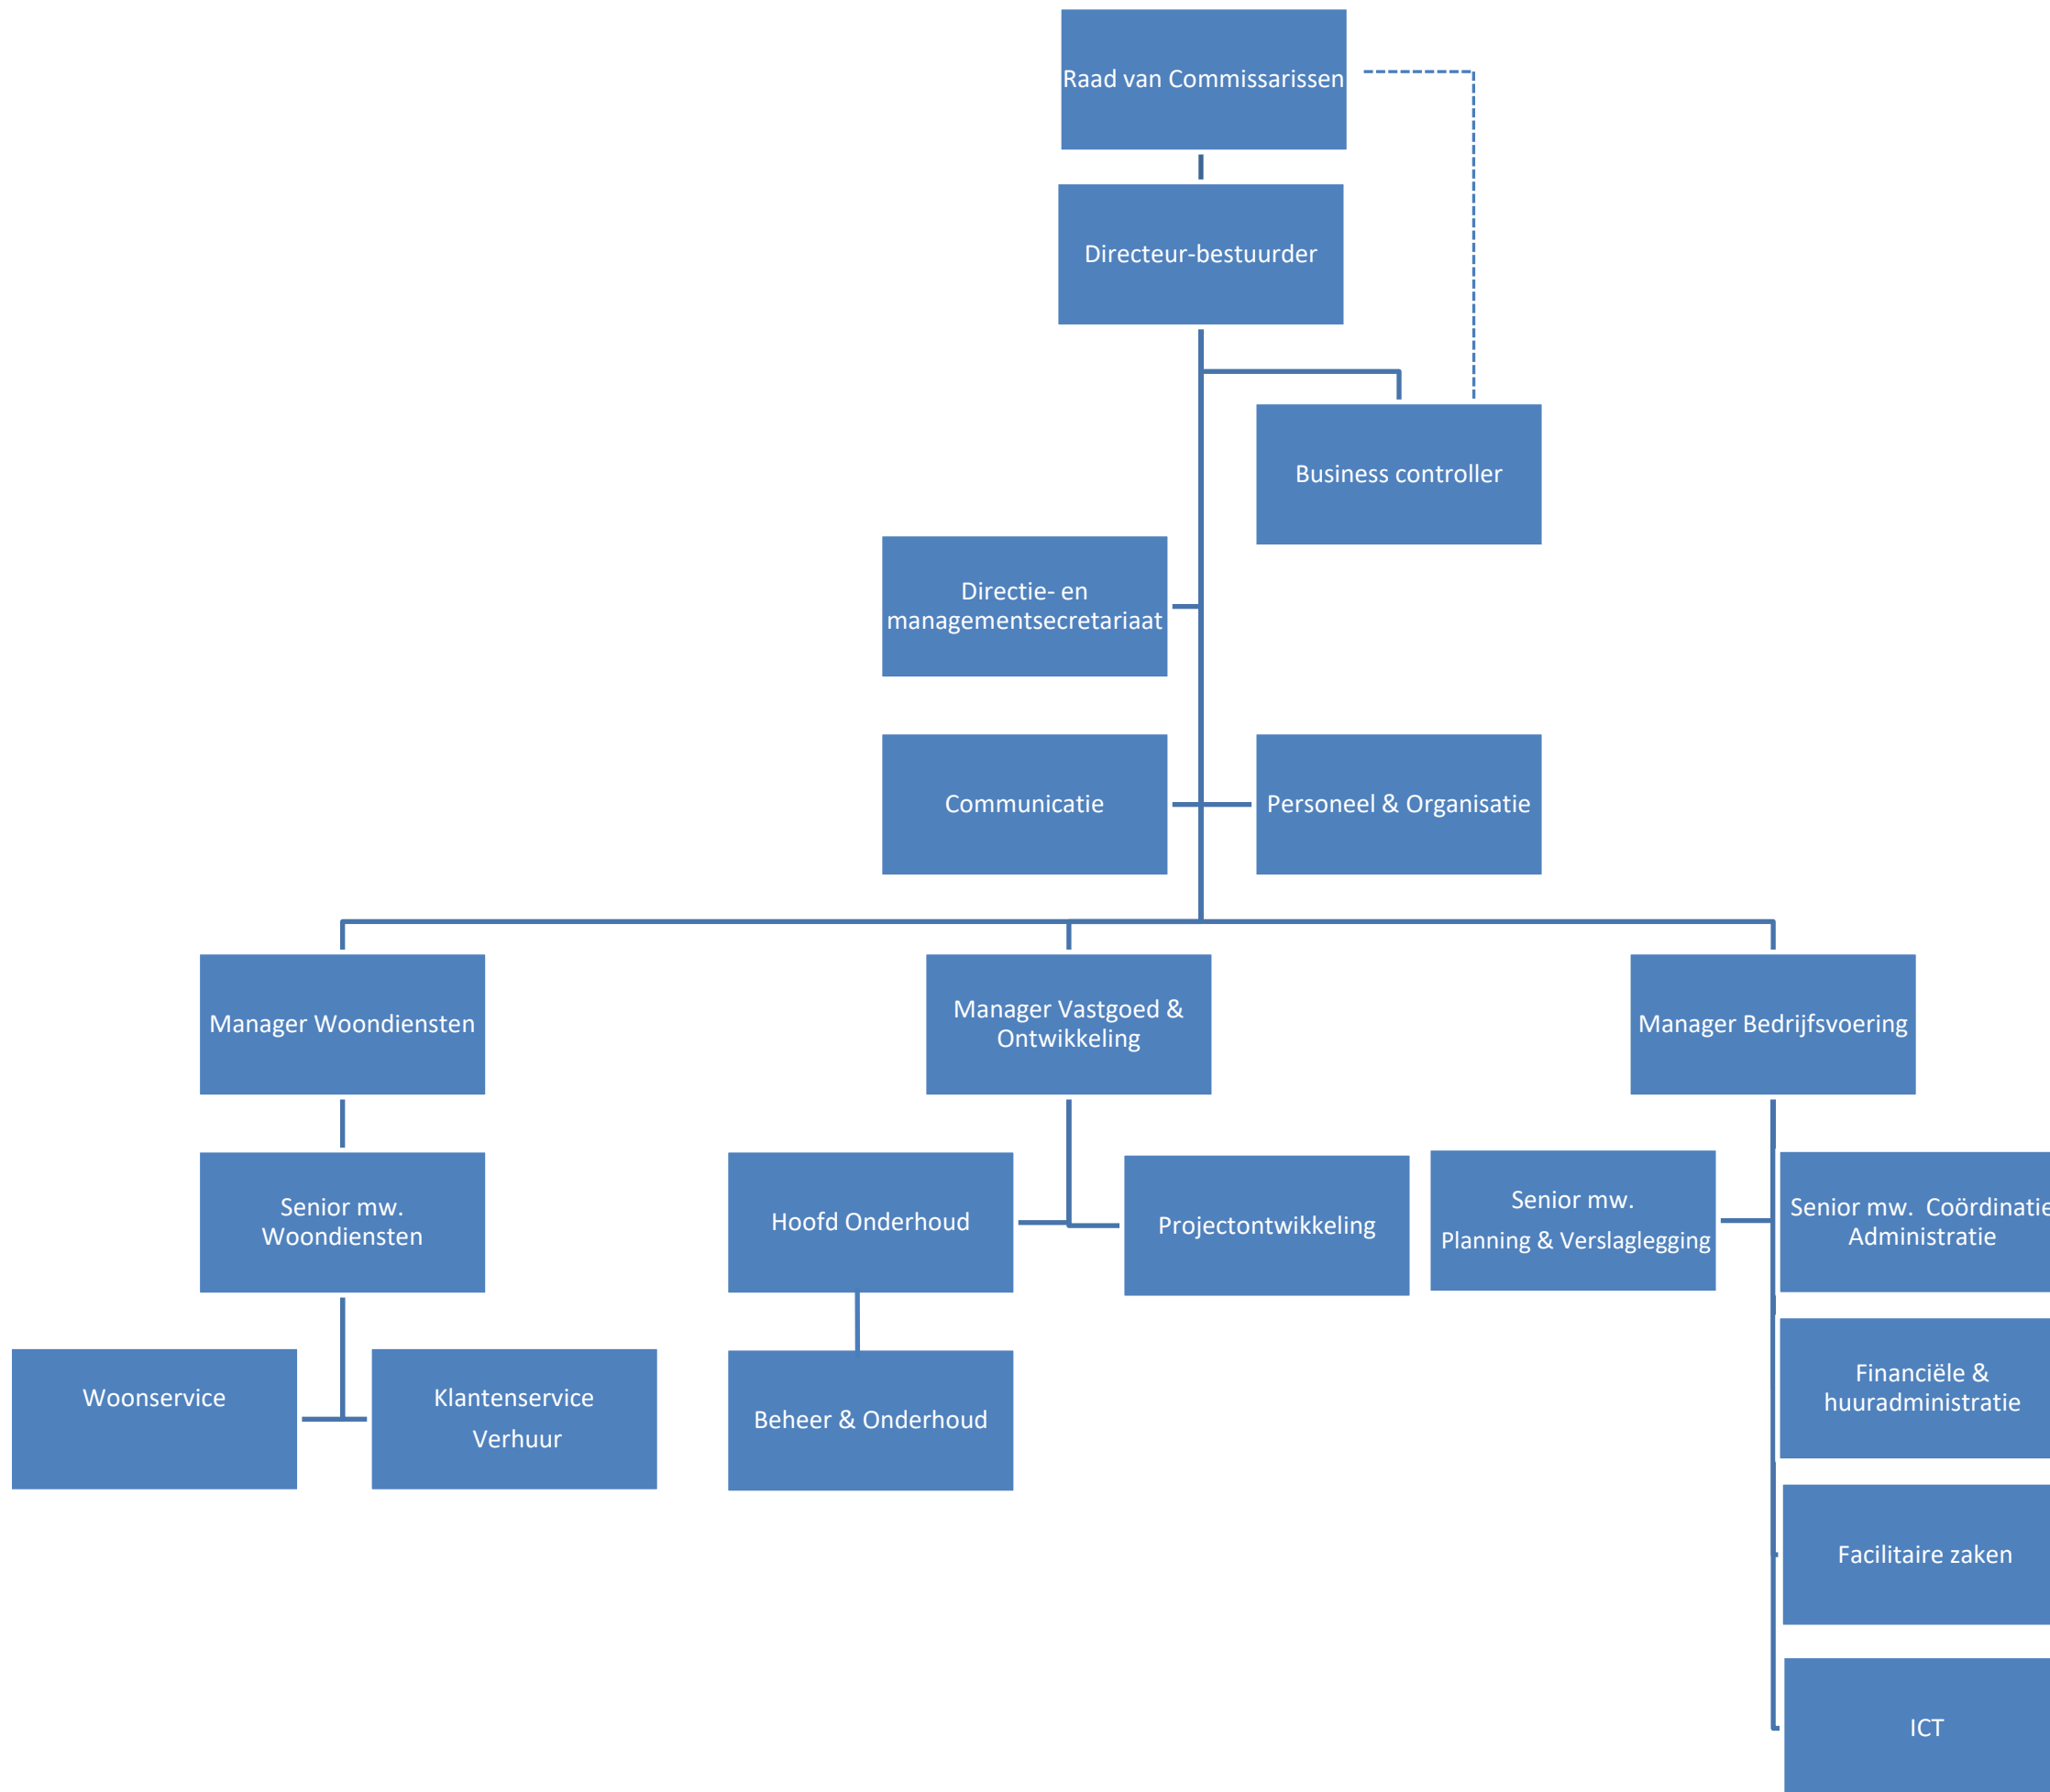 Raad van Commissarissen
Directeur-bestuurder
Business controller
Directie- en
managementsecretariaat
Communicatie
Personeel & Organisatie
Manager Woondiensten
Manager Vastgoed &
Ontwikkeling
Manager Bedrijfsvoering
Senior mw.
Woondiensten
Hoofd Onderhoud
Projectontwikkeling
Senior mw.
Planning & Verslaglegging
Senior mw.  Coördinatie
Administratie
Woonservice
Klantenservice
Verhuur
Beheer & Onderhoud
Financiële &
huuradministratie
Facilitaire zaken
ICT